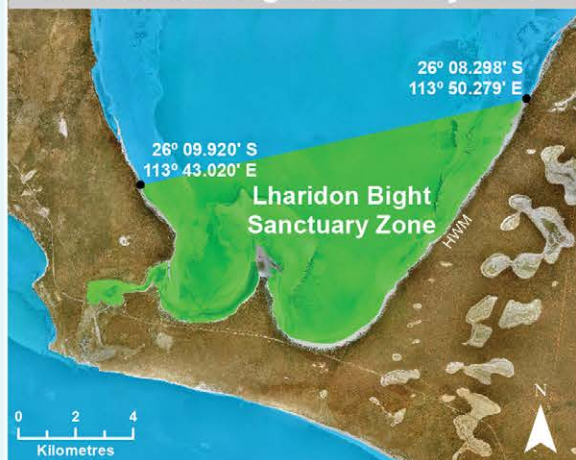 26º 08.298' S
113º 50.279' E
26º 09.920' S
113º 43.020' E
Lharidon Bight
Sanctuary Zone
HWM
N
0 2 4
Kilometres